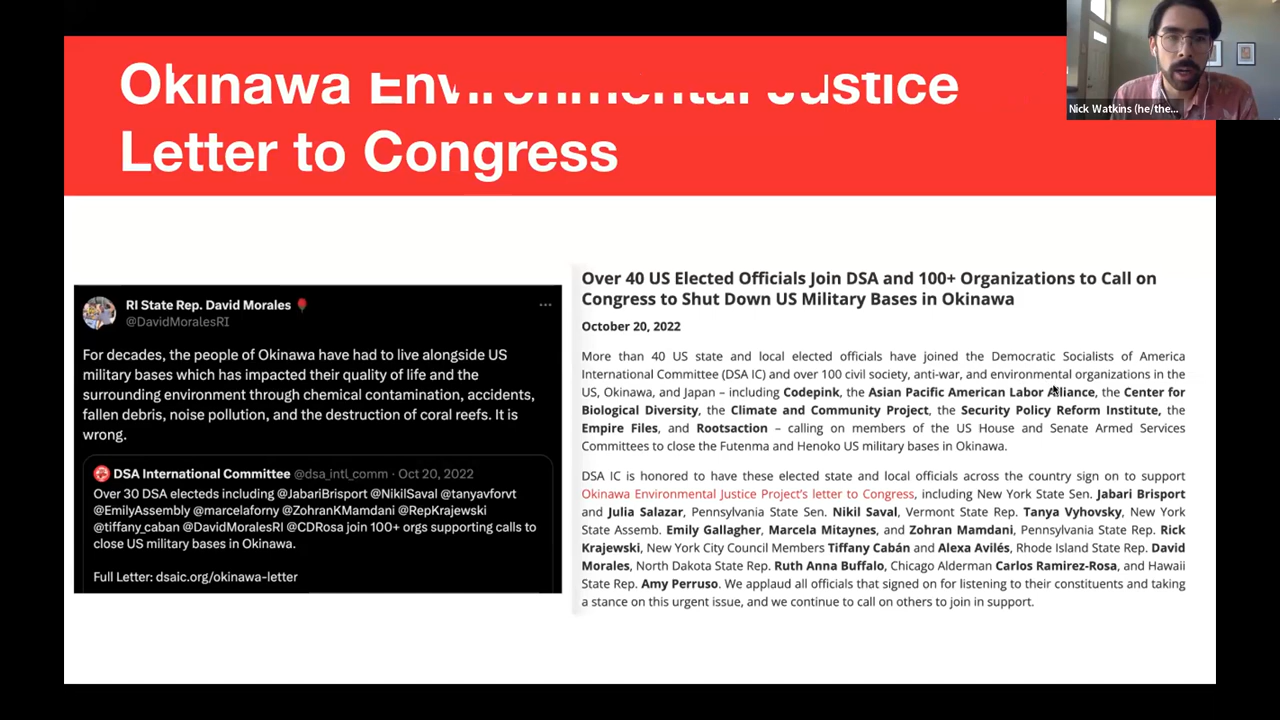 Okinawa Environmental Justice
Letter to Congress
Nick Watkins (he/the...
RI State Rep. David Morales
@DavidMoralesRI
For decades, the people of Okinawa have had to live alongside US
military bases which has impacted their quality of life and the
surrounding environment through chemical contamination, accidents,
fallen debris, noise pollution, and the destruction of coral reefs. It is
wrong.
DSA International Committee @dsa_intl_comm · Oct 20, 2022
Over 30 DSA electeds including @JabariBrisport @NikilSaval @tanyavforvt
@EmilyAssembly @marcelaforny @ZohranKMamdani @RepKrajewski
@tiffany_caban @DavidMoralesRI @CDRosa join 100+ orgs supporting calls to
close US military bases in Okinawa.
Full Letter: dsaic.org/okinawa-letter
Over 40 US Elected Officials Join DSA and 100+ Organizations to Call on
Congress to Shut Down US Military Bases in Okinawa
October 20, 2022
More than 40 US state and local elected officials have joined the Democratic Socialists of America
International Committee (DSA IC) and over 100 civil society, anti-war, and environmental organizations in the
US, Okinawa, and Japan – including Codepink, the Asian Pacific American Labor Alliance, the Center for
Biological Diversity, the Climate and Community Project, the Security Policy Reform Institute, the
Empire Files, and Rootsaction – calling on members of the US House and Senate Armed Services
Committees to close the Futenma and Henoko US military bases in Okinawa.
DSA IC is honored to have these elected state and local officials across the country sign on to support
Okinawa Environmental Justice Project's letter to Congress, including New York State Sen. Jabari Brisport
and Julia Salazar, Pennsylvania State Sen. Nikil Saval, Vermont State Rep. Tanya Vyhovsky, New York
State Assemb. Emily Gallagher, Marcela Mitaynes, and Zohran Mamdani, Pennsylvania State Rep. Rick
Krajewski, New York City Council Members Tiffany Cabán and Alexa Avilés, Rhode Island State Rep. David
Morales, North Dakota State Rep. Ruth Anna Buffalo, Chicago Alderman Carlos Ramirez-Rosa, and Hawaii
State Rep. Amy Perruso. We applaud all officials that signed on for listening to their constituents and taking
a stance on this urgent issue, and we continue to call on others to join in support.